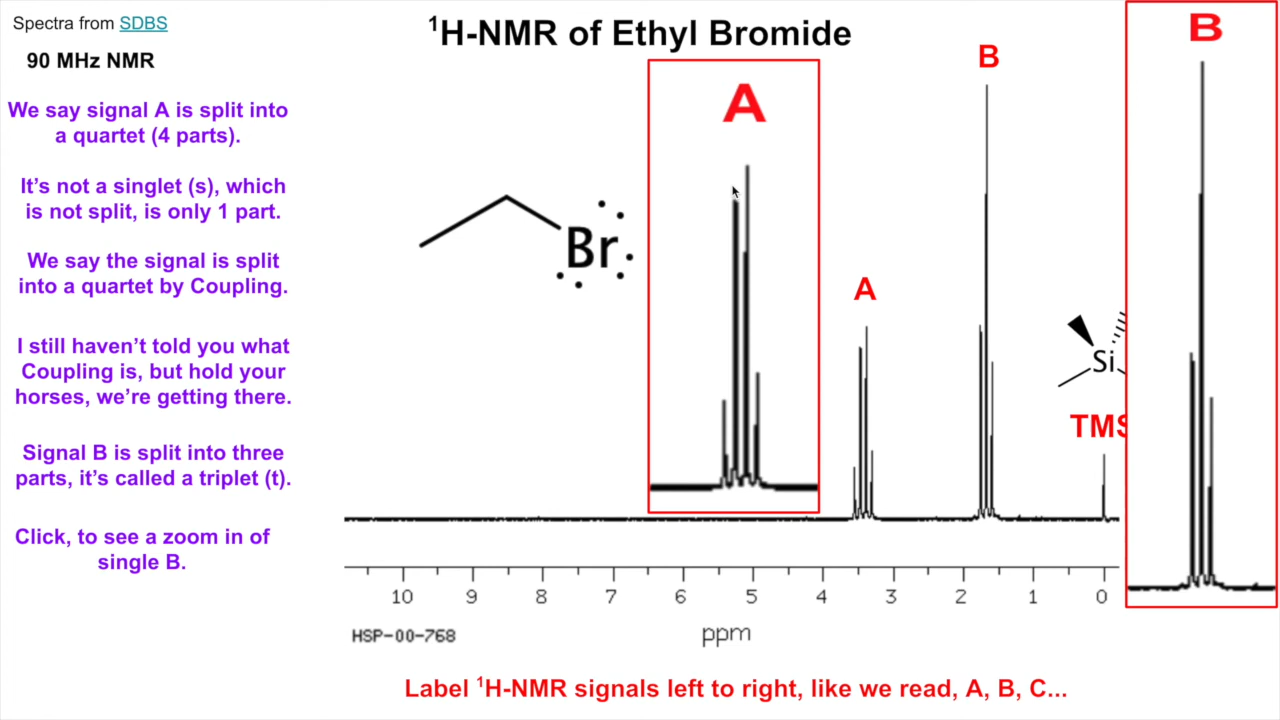 Spectra from SDBS
90 MHz NMR
¹H-NMR of Ethyl Bromide
We say signal A is split into
a quartet (4 parts).
It's not a singlet (s), which
is not split, is only 1 part.
We say the signal is split
into a quartet by Coupling.
I still haven't told you what
Coupling is, but hold your
horses, we're getting there.
Signal B is split into three
parts, it's called a triplet (t).
Click, to see a zoom in of
single B.
Br
A
A
B
Si
TMS
B
10 9 8 7 6 5 4 3 2 1 0
HSP-00-768
ppm
Label ¹H-NMR signals left to right, like we read, A, B, C...